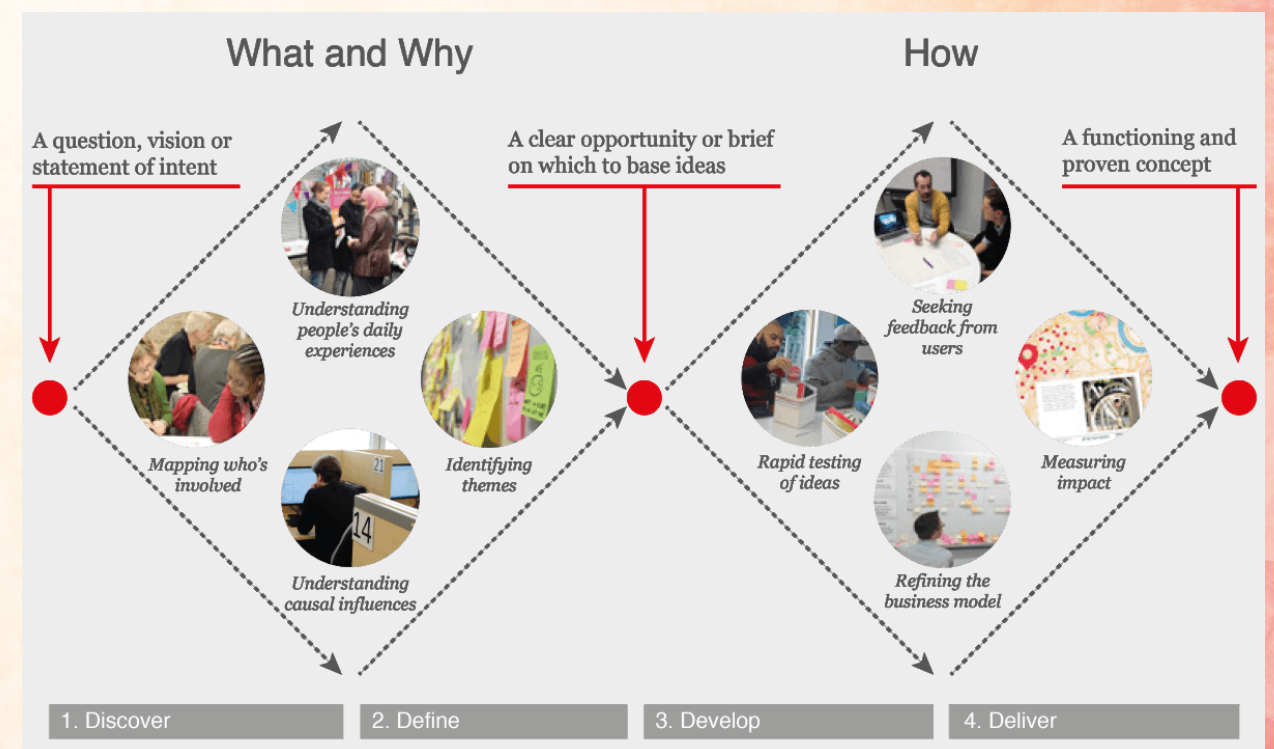 What and Why
How
A question, vision or
statement of intent
A clear opportunity or brief
on which to base ideas
A functioning and
proven concept
Understanding
people's daily
experiences
Seeking
feedback from
users
Mapping who's
involved
21
14
Identifying
themes
Rapid testing
of ideas
Measuring
impact
Understanding
causal influences
Refining the
business model
1. Discover
2. Define
3. Develop
4. Deliver